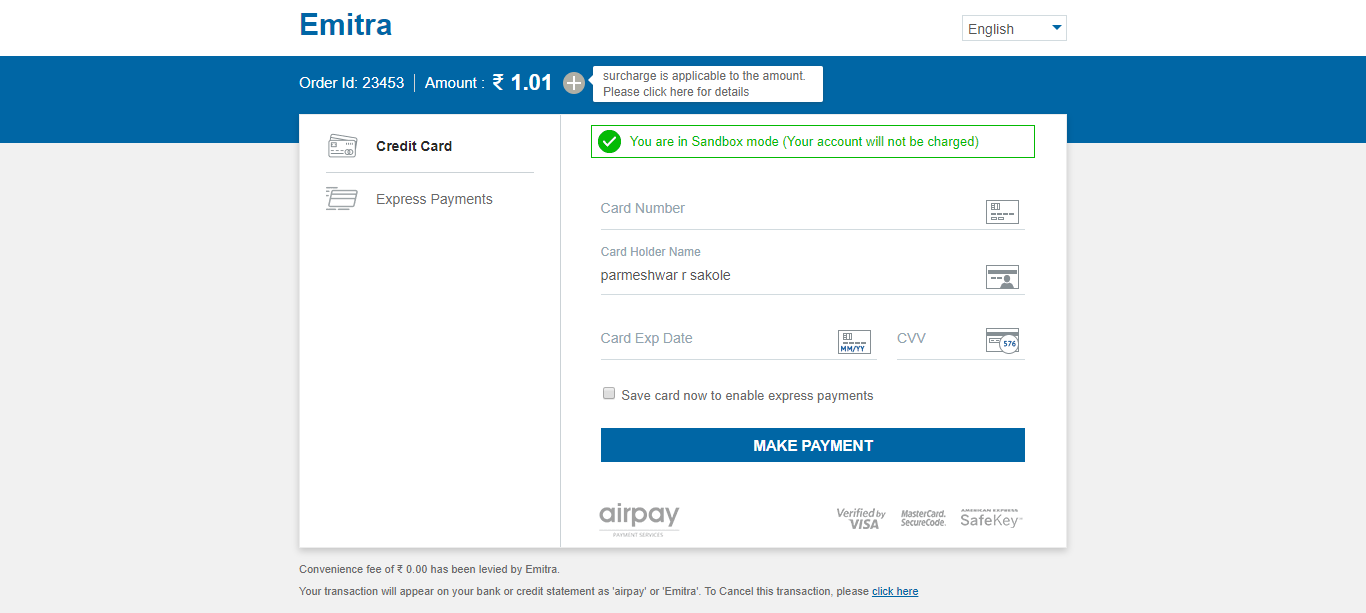 Emitra
English
Order Id: 23453 | Amount : ₹ 1.01
surcharge is applicable to the amount.
Please click here for details
Credit Card
Express Payments
You are in Sandbox mode (Your account will not be charged)
Card Number
Card Holder Name
parmeshwar r sakole
Card Exp Date
MM/YY
CVV
576
Save card now to enable express payments
MAKE PAYMENT
airpay
PAYMENT SERVICES
Verified by
VISA
MasterCard.
SecureCode.
AMERICAN EXPRESS
SafeKey
Convenience fee of ₹ 0.00 has been levied by Emitra.
Your transaction will appear on your bank or credit statement as 'airpay' or 'Emitra'. To Cancel this transaction, please click here